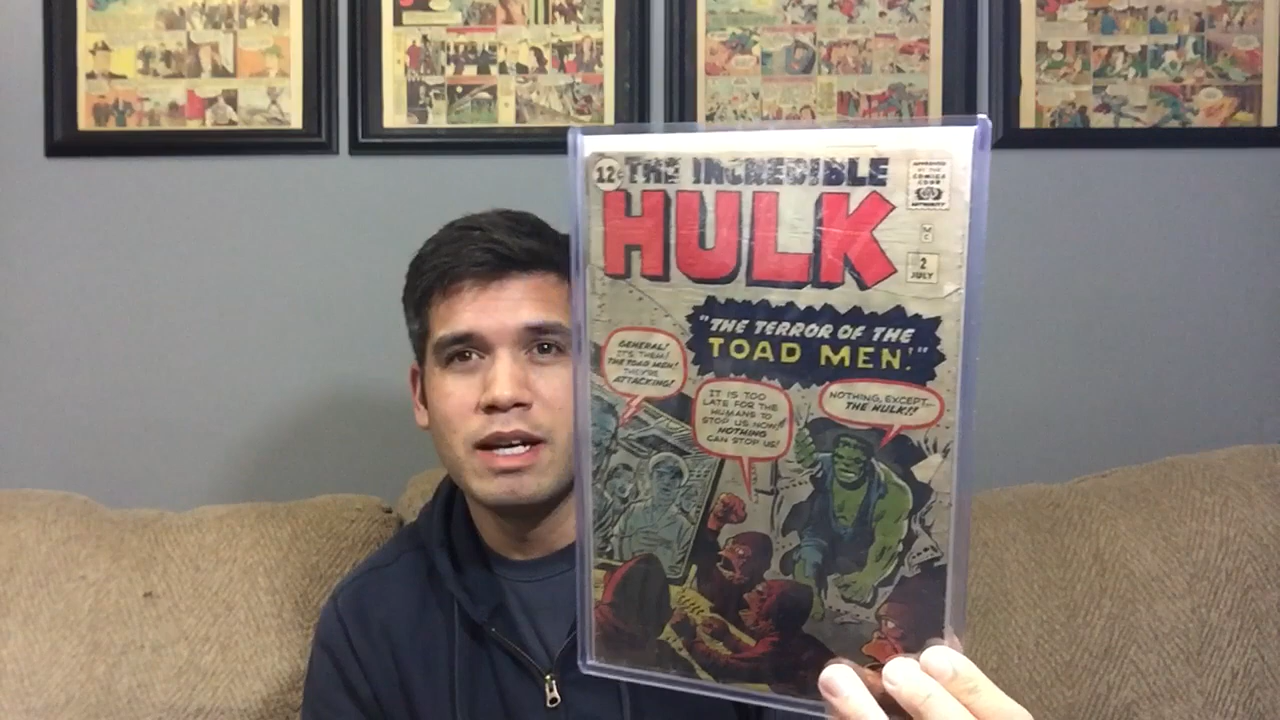 12¢ THE INCREDIBLE
HULK
APPROVED
BY THE
COMICS
CODE
AUTHORITY
MC
2
JULY
"THE TERROR OF THE
TOAD MEN!"
GENERAL!
IT'S THEM!
THE TOAD MEN!
THEY'RE
ATTACKING!
IT IS TOO
LATE FOR THE
HUMANS TO
STOP US NOW!
NOTHING
CAN STOP US!
NOTHING, EXCEPT...
THE HULK!!